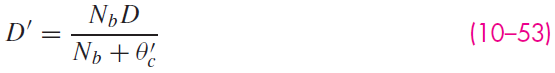 D′ = N_b D / (N_b + θ′_c) (10–53)